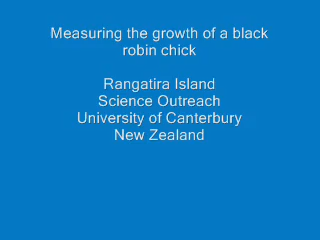 Measuring the growth of a black
robin chick
Rangatira Island
Science Outreach
University of Canterbury
New Zealand